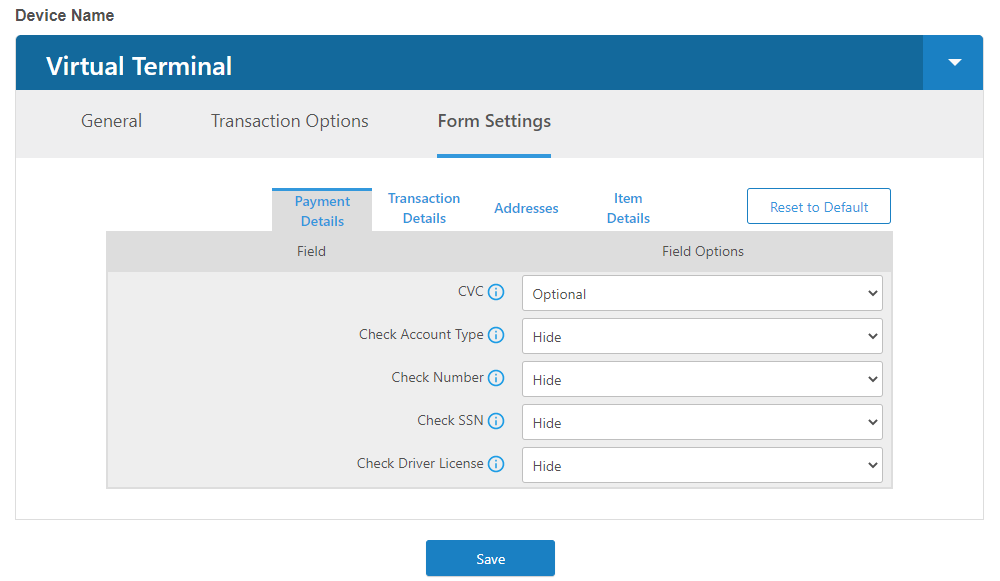 Device Name
Virtual Terminal
General Transaction Options Form Settings
Payment Details Transaction Details Addresses Item Details Reset to Default
Field Field Options
CVC Optional
Check Account Type Hide
Check Number Hide
Check SSN Hide
Check Driver License Hide
Save